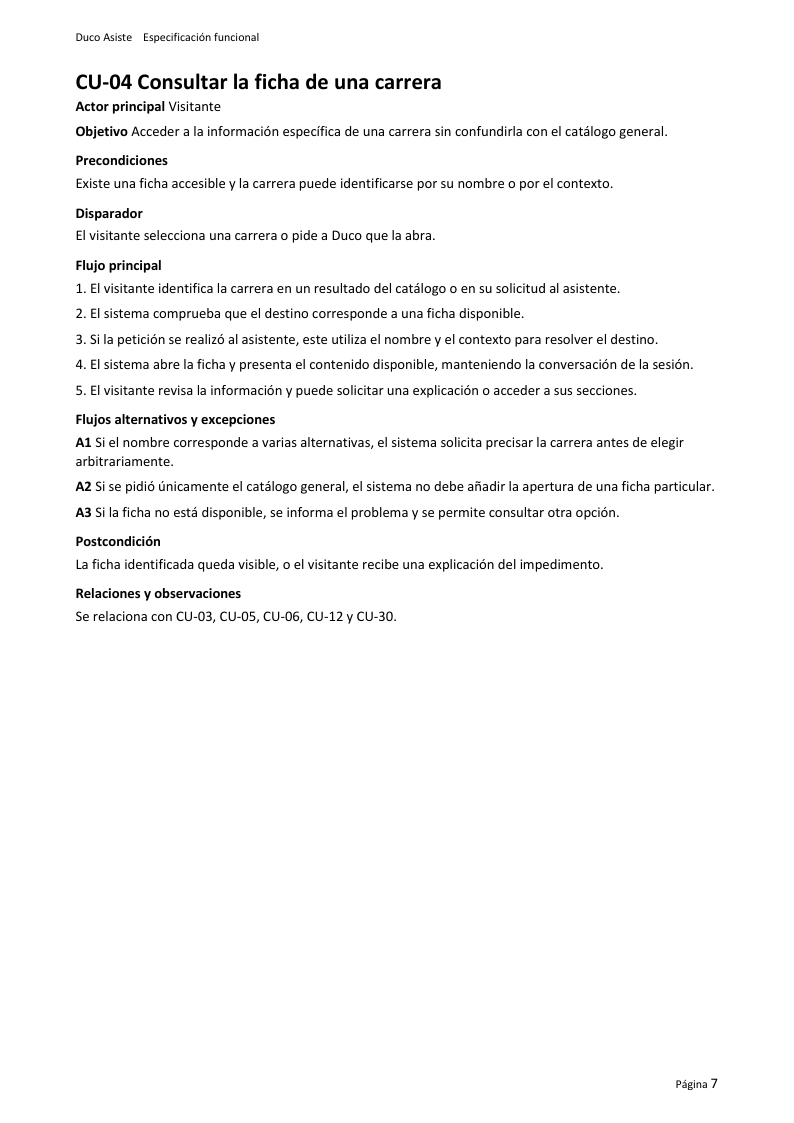 Duco Asiste Especificación funcional
CU-04 Consultar la ficha de una carrera
Actor principal Visitante
Objetivo Acceder a la información específica de una carrera sin confundirla con el catálogo general.
Precondiciones
Existe una ficha accesible y la carrera puede identificarse por su nombre o por el contexto.
Disparador
El visitante selecciona una carrera o pide a Duco que la abra.
Flujo principal
1. El visitante identifica la carrera en un resultado del catálogo o en su solicitud al asistente.
2. El sistema comprueba que el destino corresponde a una ficha disponible.
3. Si la petición se realizó al asistente, este utiliza el nombre y el contexto para resolver el destino.
4. El sistema abre la ficha y presenta el contenido disponible, manteniendo la conversación de la sesión.
5. El visitante revisa la información y puede solicitar una explicación o acceder a sus secciones.
Flujos alternativos y excepciones
A1 Si el nombre corresponde a varias alternativas, el sistema solicita precisar la carrera antes de elegir
arbitrariamente.
A2 Si se pidió únicamente el catálogo general, el sistema no debe añadir la apertura de una ficha particular.
A3 Si la ficha no está disponible, se informa el problema y se permite consultar otra opción.
Postcondición
La ficha identificada queda visible, o el visitante recibe una explicación del impedimento.
Relaciones y observaciones
Se relaciona con CU-03, CU-05, CU-06, CU-12 y CU-30.
Página 7